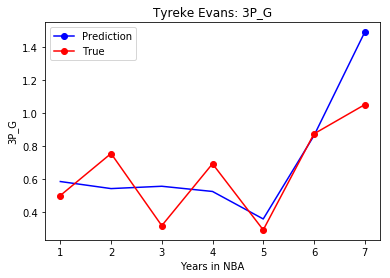 Tyreke Evans: 3P_G
Prediction
True
1.4
1.2
1.0
0.8
0.6
0.4
3P_G
1 2 3 4 5 6 7
Years in NBA